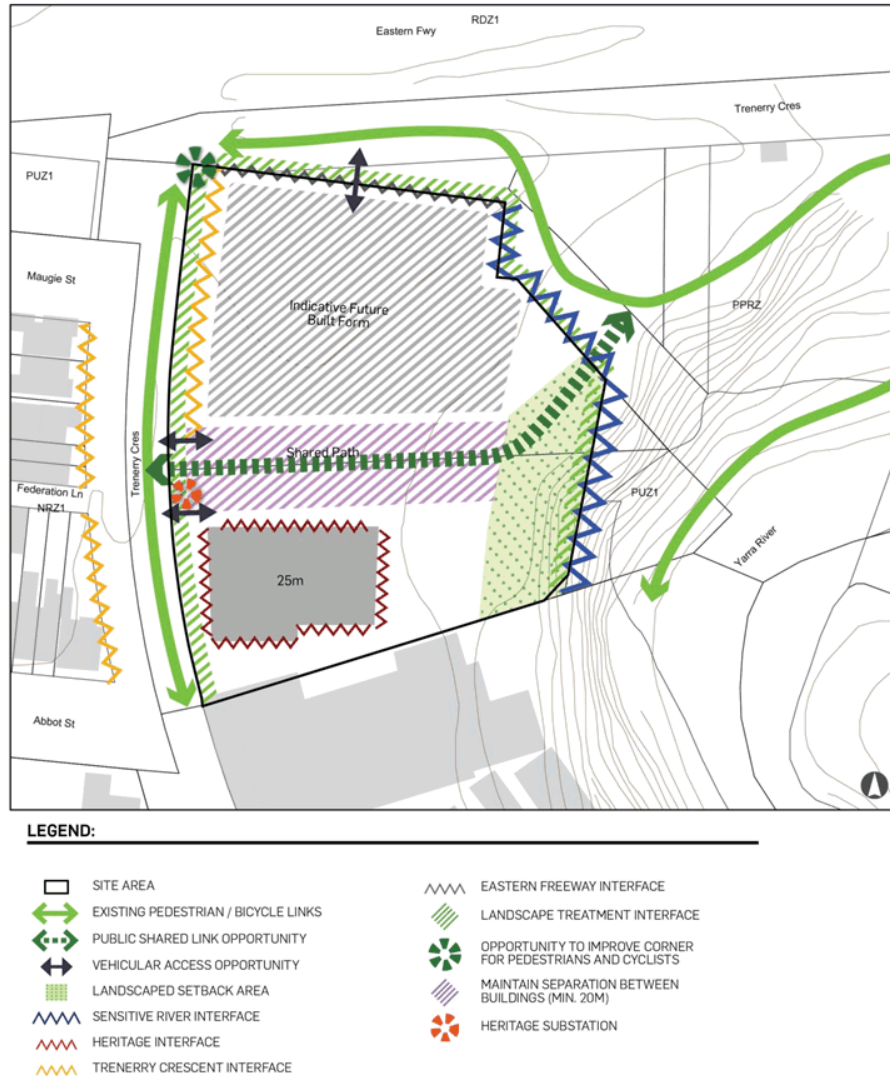 RDZ1
Eastern Fwy
Trenerry Cres
PUZ1
Maugie St
Indicative Future
Built Form
PPRZ
Trenerry Cres
Shared Path
Federation Ln
NRZ1
PUZ1
Yarra River
25m
Abbot St
LEGEND:
SITE AREA
EXISTING PEDESTRIAN / BICYCLE LINKS
PUBLIC SHARED LINK OPPORTUNITY
VEHICULAR ACCESS OPPORTUNITY
LANDSCAPED SETBACK AREA
SENSITIVE RIVER INTERFACE
HERITAGE INTERFACE
TRENERRY CRESCENT INTERFACE
EASTERN FREEWAY INTERFACE
LANDSCAPE TREATMENT INTERFACE
OPPORTUNITY TO IMPROVE CORNER
FOR PEDESTRIANS AND CYCLISTS
MAINTAIN SEPARATION BETWEEN
BUILDINGS (MIN. 20M)
HERITAGE SUBSTATION